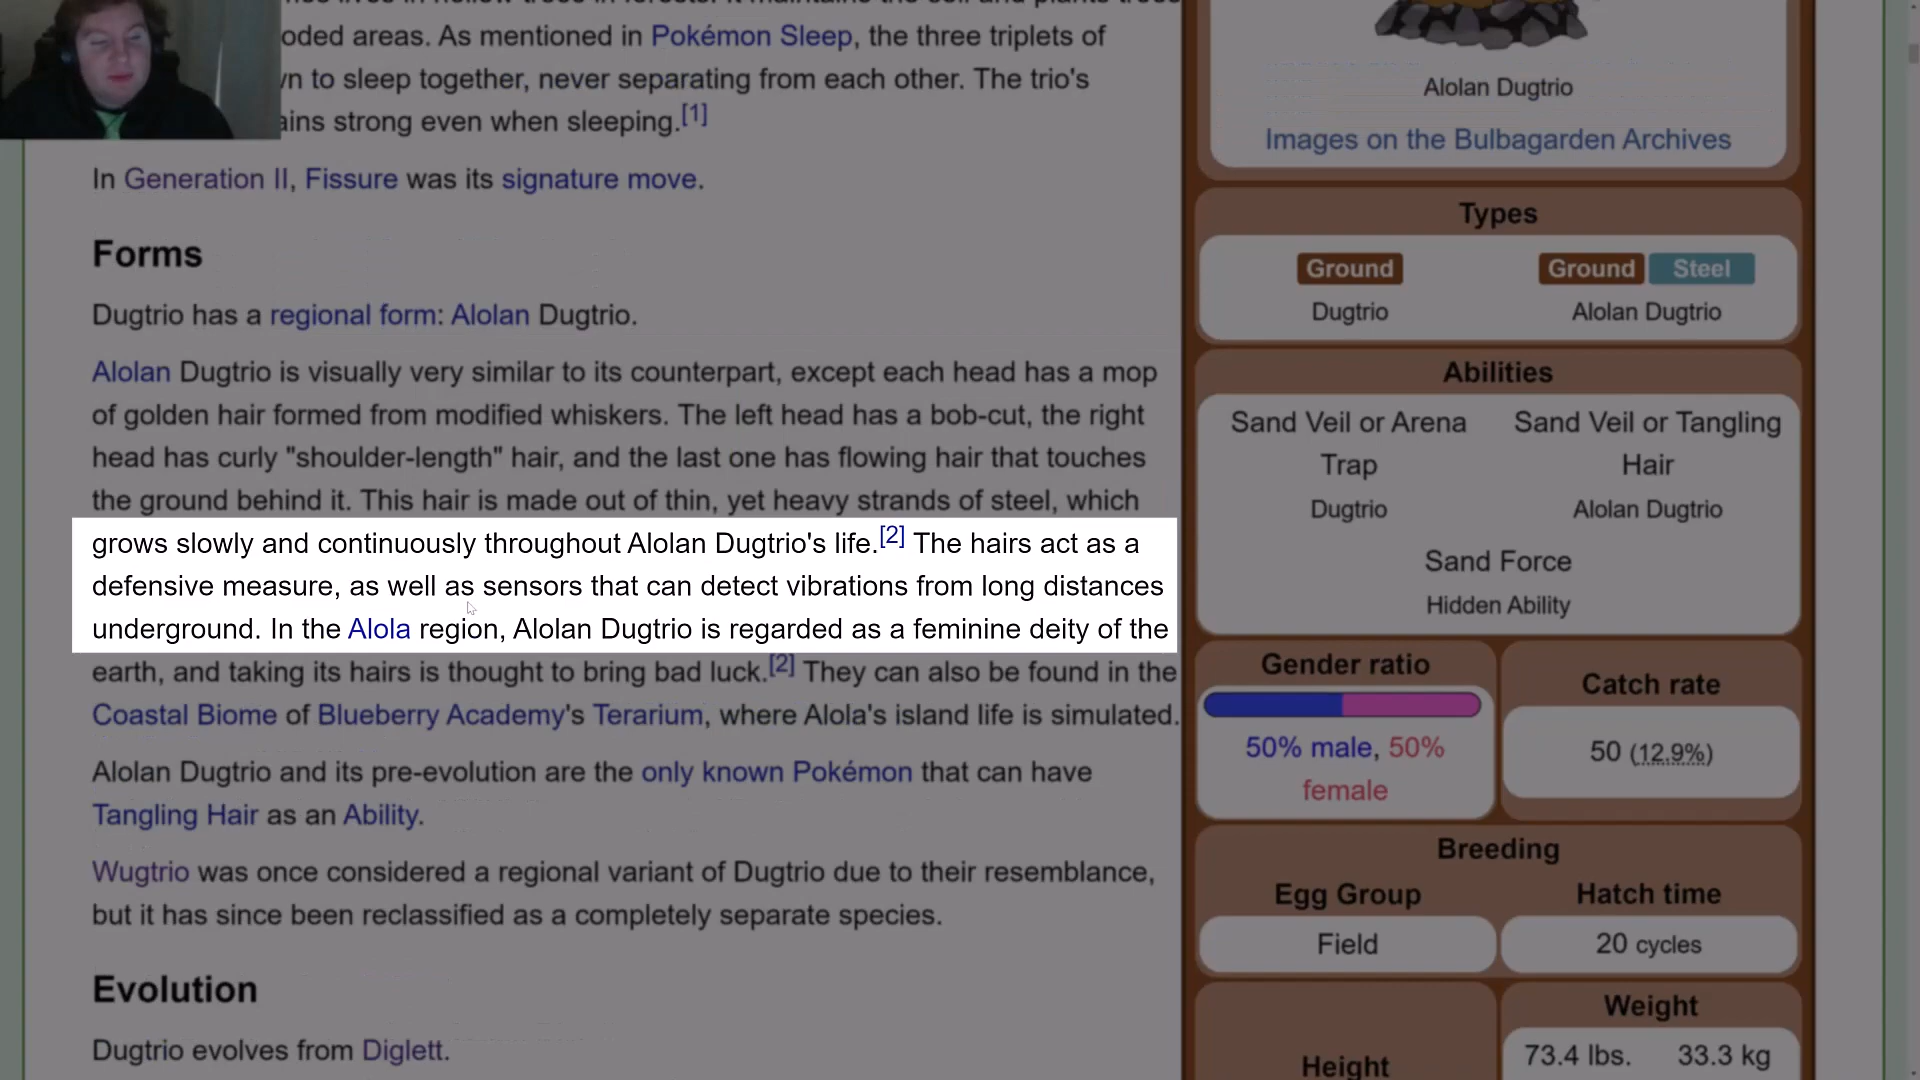 oded areas. As mentioned in Pokémon Sleep, the three triplets of
n to sleep together, never separating from each other. The trio's
ains strong even when sleeping.[1]
In Generation II, Fissure was its signature move.
Forms
Dugtrio has a regional form: Alolan Dugtrio.
Alolan Dugtrio is visually very similar to its counterpart, except each head has a mop
of golden hair formed from modified whiskers. The left head has a bob-cut, the right
head has curly "shoulder-length" hair, and the last one has flowing hair that touches
the ground behind it. This hair is made out of thin, yet heavy strands of steel, which
grows slowly and continuously throughout Alolan Dugtrio's life.[2] The hairs act as a
defensive measure, as well as sensors that can detect vibrations from long distances
underground. In the Alola region, Alolan Dugtrio is regarded as a feminine deity of the
earth, and taking its hairs is thought to bring bad luck.[2] They can also be found in the
Coastal Biome of Blueberry Academy's Terarium, where Alola's island life is simulated.
Alolan Dugtrio and its pre-evolution are the only known Pokémon that can have
Tangling Hair as an Ability.
Wugtrio was once considered a regional variant of Dugtrio due to their resemblance,
but it has since been reclassified as a completely separate species.
Evolution
Dugtrio evolves from Diglett.
Alolan Dugtrio
Images on the Bulbagarden Archives
Types
Ground Ground Steel
Dugtrio Alolan Dugtrio
Abilities
Sand Veil or Arena Sand Veil or Tangling
Trap Hair
Dugtrio Alolan Dugtrio
Sand Force
Hidden Ability
Gender ratio
50% male, 50%
female
Catch rate
50 (12.9%)
Breeding
Egg Group Hatch time
Field 20 cycles
Height
Weight
73.4 lbs. 33.3 kg